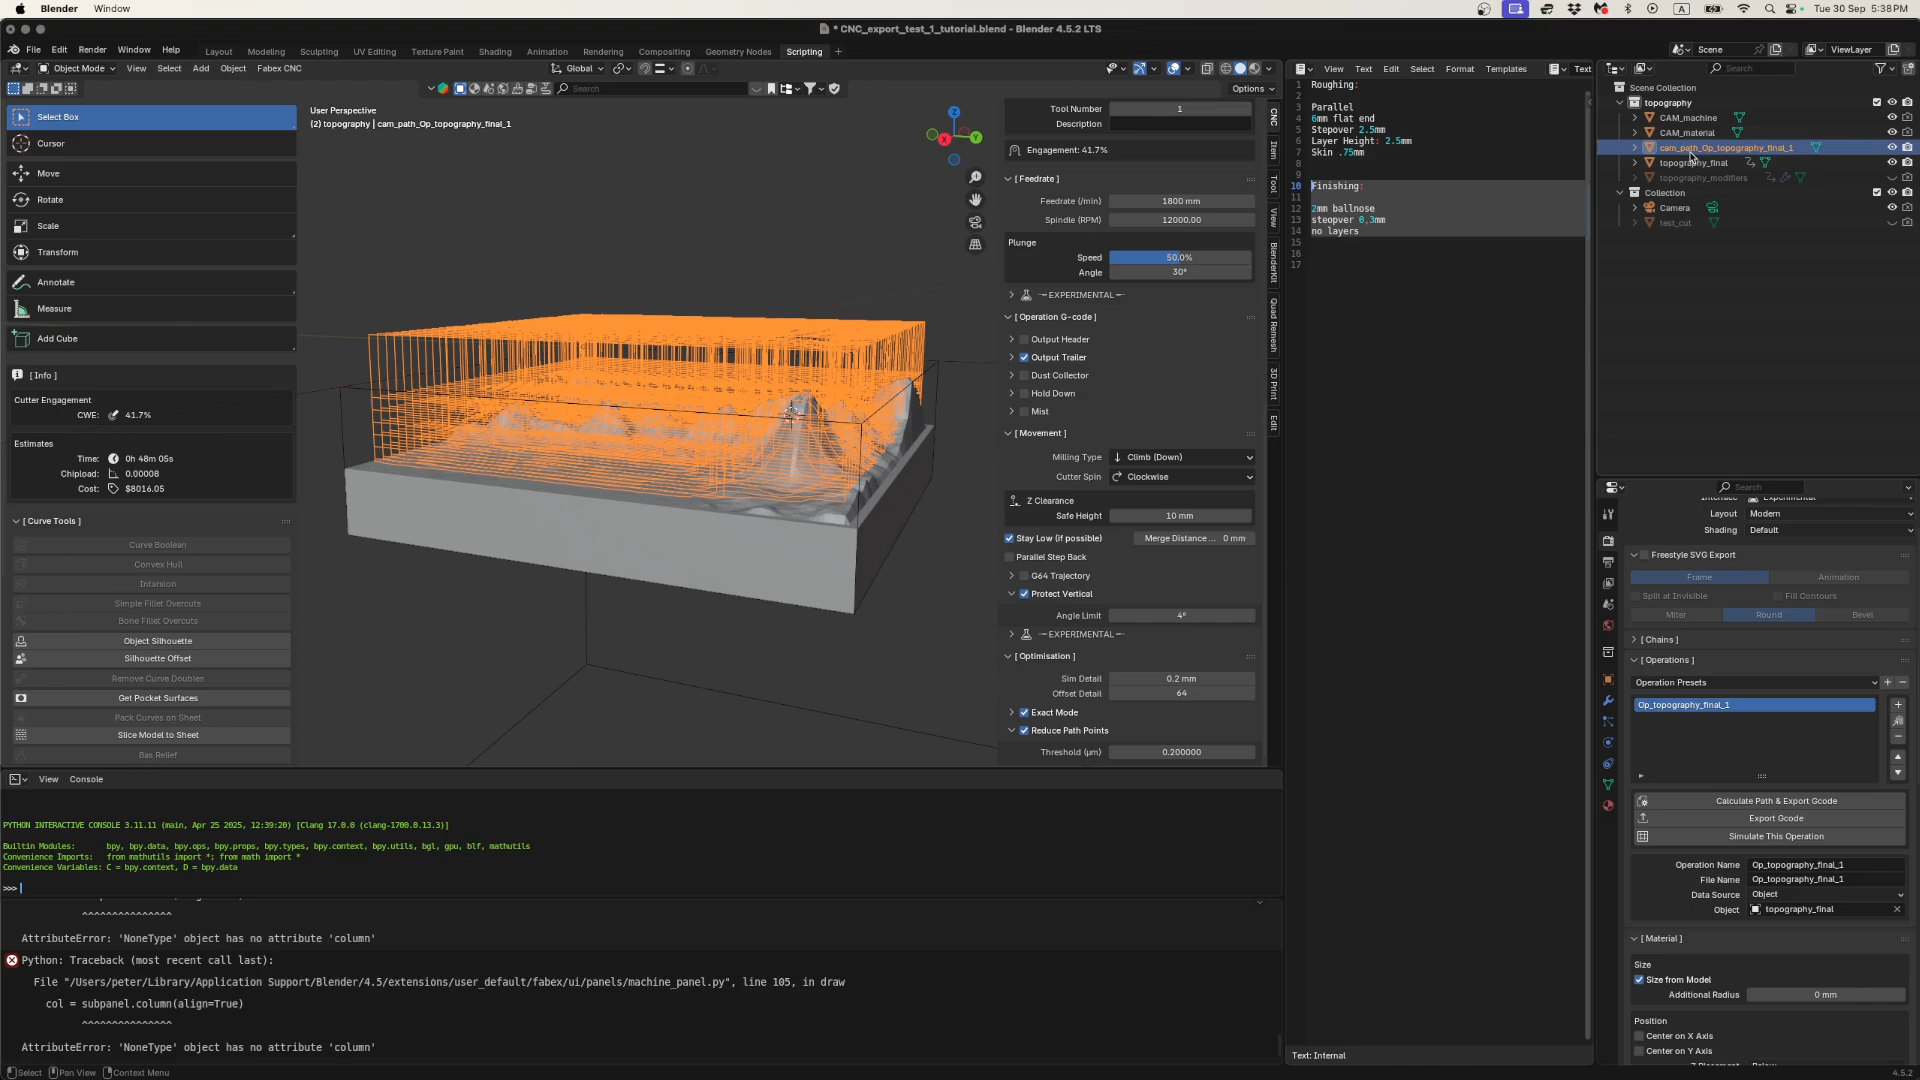 Blender Window
Tue 30 Sep 5:38 PM
* CNC_export_test_1_tutorial.blend - Blender 4.5.2 LTS
File Edit Render Window Help
Layout Modeling Sculpting UV Editing Texture Paint Shading Animation Rendering Compositing Geometry Nodes Scripting +
Scene
ViewLayer
Object Mode View Select Add Object Fabex CNC
Global
Search
Options
Select Box
Cursor
Move
Rotate
Scale
Transform
Annotate
Measure
Add Cube
[ Info ]
Cutter Engagement
CWE: 41.7%
Estimates
Time: 0h 48m 05s
Chipload: 0.00008
Cost: $8016.05
[ Curve Tools ]
Curve Boolean
Convex Hull
Intarsion
Simple Fillet Overcuts
Bone Fillet Overcuts
Object Silhouette
Silhouette Offset
Remove Curve Doubles
Get Pocket Surfaces
Pack Curves on Sheet
Slice Model to Sheet
Bas Relief
User Perspective
(2) topography | cam_path_Op_topography_final_1
Z
X
Y
Tool Number 1
Description
Engagement: 41.7%
[ Feedrate ]
Feedrate (/min) 1800 mm
Spindle (RPM) 12000.00
Plunge
Speed 50.0%
Angle 30°
EXPERIMENTAL
[ Operation G-code ]
Output Header
Output Trailer
Dust Collector
Hold Down
Mist
[ Movement ]
Milling Type Climb (Down)
Cutter Spin Clockwise
Z Clearance
Safe Height 10 mm
Stay Low (if possible) Merge Distance ... 0 mm
Parallel Step Back
G64 Trajectory
Protect Vertical
Angle Limit 4°
EXPERIMENTAL
[ Optimisation ]
Sim Detail 0.2 mm
Offset Detail 64
Exact Mode
Reduce Path Points
Threshold (μm) 0.200000
CNC
Item
Tool
View
BlenderKit
Quad Remesh
3D Print
Edit
View Text Edit Select Format Templates
Text
1 Roughing:
2
3 Parallel
4 6mm flat end
5 Stepover 2.5mm
6 Layer Height: 2.5mm
7 Skin .75mm
8
9
10 Finishing:
11
12 2mm ballnose
13 steopver 0,3mm
14 no layers
15
16
17
Text: Internal
Search
Scene Collection
topography
CAM_machine
CAM_material
cam_path_Op_topography_final_1
topography_final
topography_modifiers
Collection
Camera
test_cut
Search
Interface Experimental
Layout Modern
Shading Default
Freestyle SVG Export
Frame Animation
Split at Invisible Fill Contours
Miter Round Bevel
[ Chains ]
[ Operations ]
Operation Presets
Op_topography_final_1
Calculate Path & Export Gcode
Export Gcode
Simulate This Operation
Operation Name Op_topography_final_1
File Name Op_topography_final_1
Data Source Object
Object topography_final
[ Material ]
Size
Size from Model
Additional Radius 0 mm
Position
Center on X Axis
Center on Y Axis
Z Placement Below
View Console
PYTHON INTERACTIVE CONSOLE 3.11.11 (main, Apr 25 2025, 12:39:20) [Clang 17.0.0 (clang-1700.0.13.3)]
Builtin Modules: bpy, bpy.data, bpy.ops, bpy.props, bpy.types, bpy.context, bpy.utils, bgl, gpu, blf, mathutils
Convenience Imports: from mathutils import *; from math import *
Convenience Variables: C = bpy.context, D = bpy.data
>>>
^^^^^^^^^^^^^^^
AttributeError: 'NoneType' object has no attribute 'column'
Python: Traceback (most recent call last):
File "/Users/peter/Library/Application Support/Blender/4.5/extensions/user_default/fabex/ui/panels/machine_panel.py", line 105, in draw
col = subpanel.column(align=True)
^^^^^^^^^^^^^^^
AttributeError: 'NoneType' object has no attribute 'column'
Select Pan View Context Menu
4.5.2